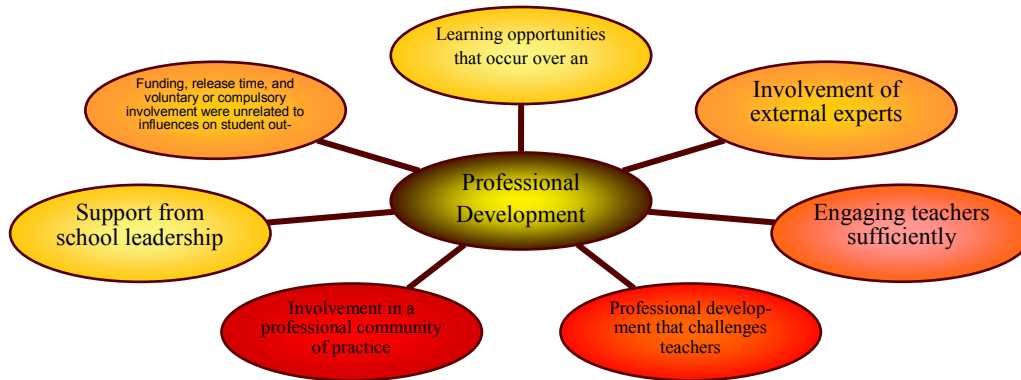 Learning opportunities
that occur over an
Funding, release time, and
voluntary or compulsory
involvement were unrelated to
influences on student out-
Involvement of
external experts
Professional
Development
Support from
school leadership
Engaging teachers
sufficiently
Involvement in a
professional community
of practice
Professional develop-
ment that challenges
teachers